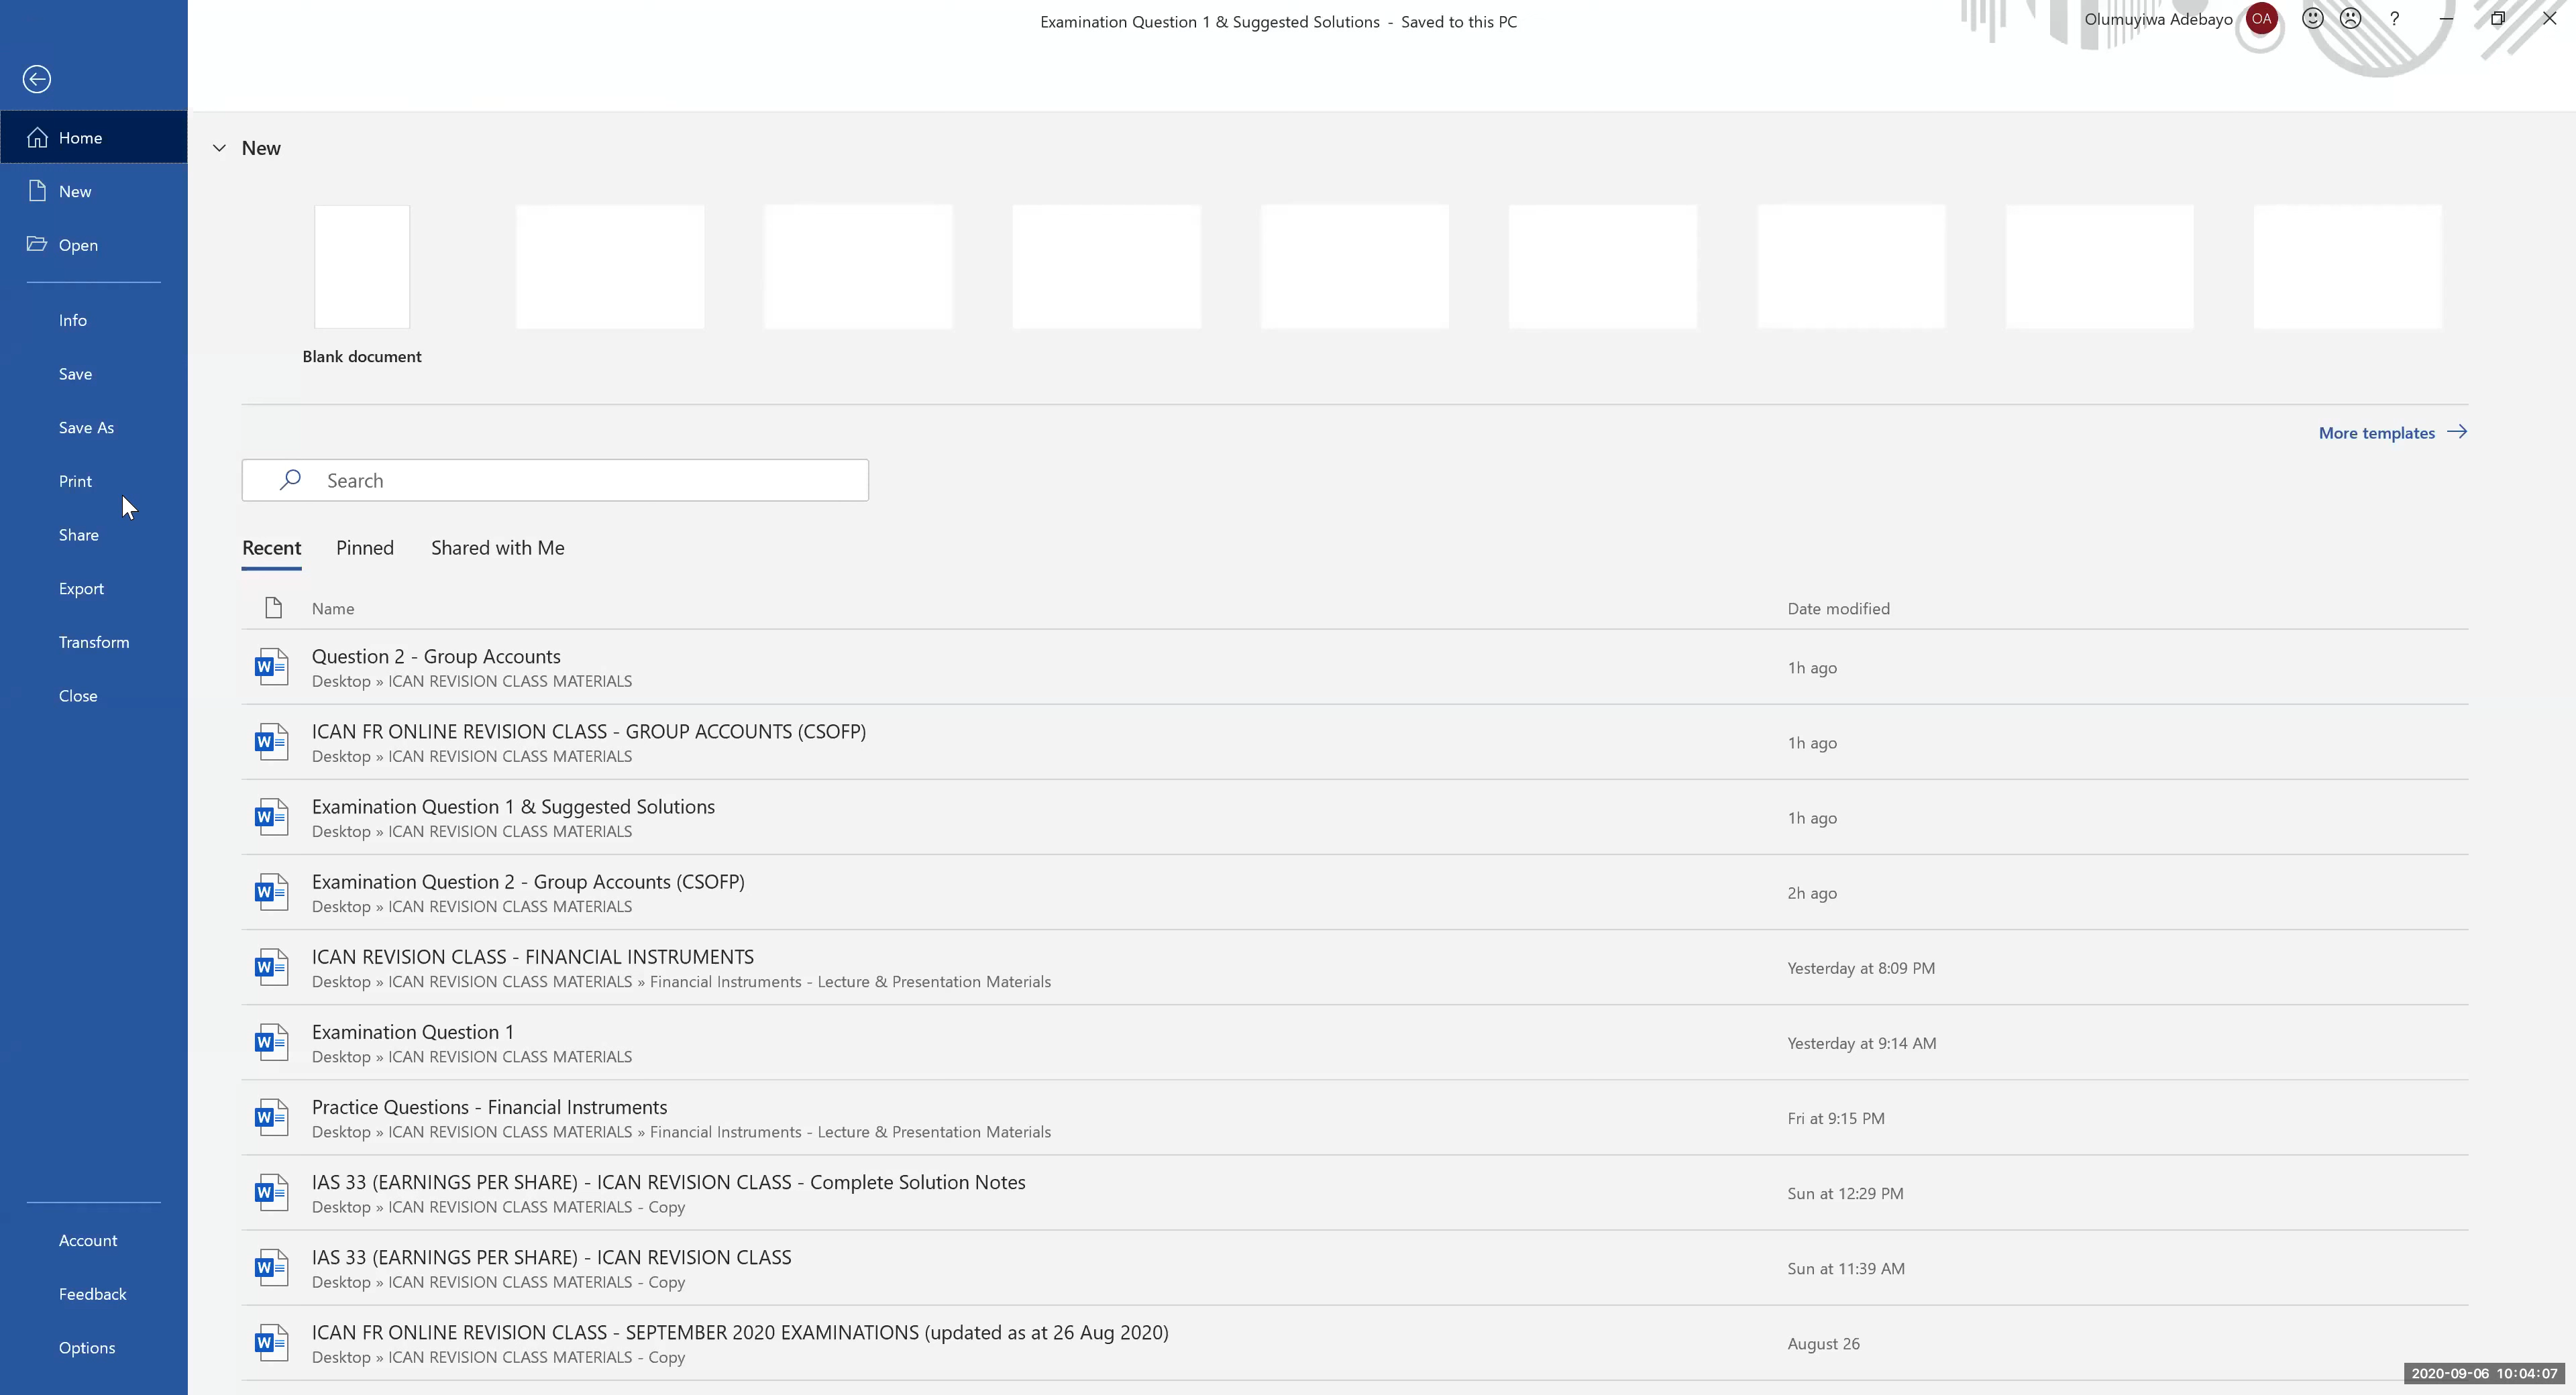 Examination Question 1 & Suggested Solutions - Saved to this PC
Olumuyiwa Adebayo OA ?
Home
New
Open
Info
Save
Save As
Print
Share
Export
Transform
Close
Account
Feedback
Options
New
Blank document
More templates
Search
Recent Pinned Shared with Me
Name Date modified
Question 2 - Group Accounts
Desktop » ICAN REVISION CLASS MATERIALS
1h ago
ICAN FR ONLINE REVISION CLASS - GROUP ACCOUNTS (CSOFP)
Desktop » ICAN REVISION CLASS MATERIALS
1h ago
Examination Question 1 & Suggested Solutions
Desktop » ICAN REVISION CLASS MATERIALS
1h ago
Examination Question 2 - Group Accounts (CSOFP)
Desktop » ICAN REVISION CLASS MATERIALS
2h ago
ICAN REVISION CLASS - FINANCIAL INSTRUMENTS
Desktop » ICAN REVISION CLASS MATERIALS » Financial Instruments - Lecture & Presentation Materials
Yesterday at 8:09 PM
Examination Question 1
Desktop » ICAN REVISION CLASS MATERIALS
Yesterday at 9:14 AM
Practice Questions - Financial Instruments
Desktop » ICAN REVISION CLASS MATERIALS » Financial Instruments - Lecture & Presentation Materials
Fri at 9:15 PM
IAS 33 (EARNINGS PER SHARE) - ICAN REVISION CLASS - Complete Solution Notes
Desktop » ICAN REVISION CLASS MATERIALS - Copy
Sun at 12:29 PM
IAS 33 (EARNINGS PER SHARE) - ICAN REVISION CLASS
Desktop » ICAN REVISION CLASS MATERIALS - Copy
Sun at 11:39 AM
ICAN FR ONLINE REVISION CLASS - SEPTEMBER 2020 EXAMINATIONS (updated as at 26 Aug 2020)
Desktop » ICAN REVISION CLASS MATERIALS - Copy
August 26
2020-09-06 10:04:07